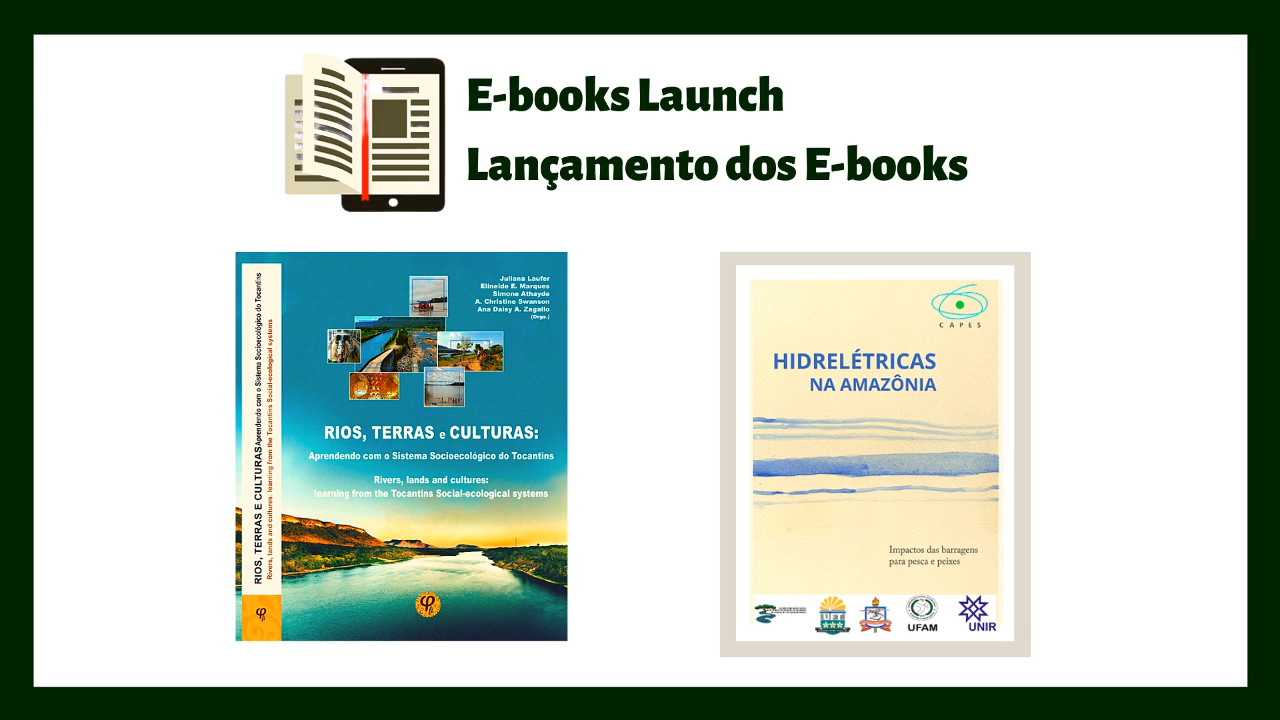 E-books Launch
Lançamento dos E-books
RIOS, TERRAS E CULTURAS Aprendendo com o Sistema Socioecológico do Tocantins
Rivers, lands and cultures: learning from the Tocantins Social-ecological systems
Juliana Laufer
Elineide E. Marques
Simone Athayde
A. Christine Swanson
Ana Daisy A. Zagallo
(Orgs.)
RIOS, TERRAS e CULTURAS:
Aprendendo com o Sistema Socioecológico do Tocantins
Rivers, lands and cultures:
learning from the Tocantins Social-ecological systems
CAPES
HIDRELÉTRICAS
NA AMAZÔNIA
Impactos das barragens
para pesca e peixes
UFT
UFAM
UNIR